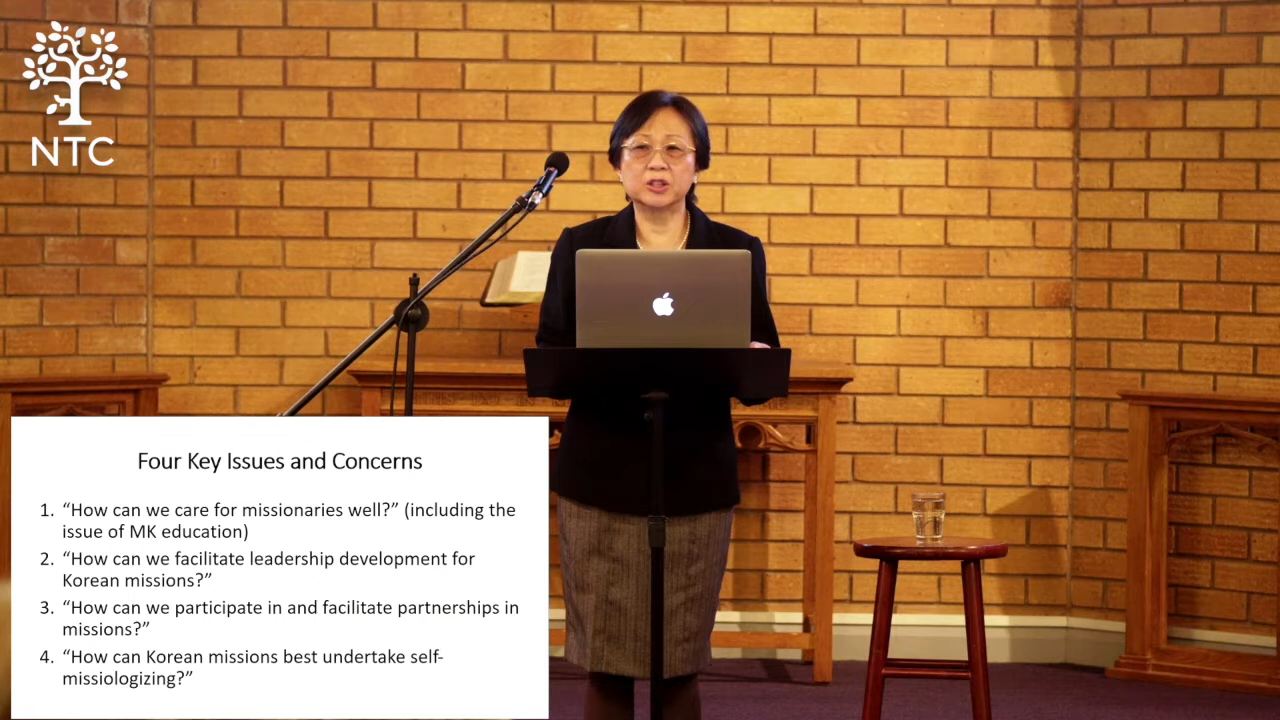 NTC
Four Key Issues and Concerns
1. “How can we care for missionaries well?” (including the
issue of MK education)
2. “How can we facilitate leadership development for
Korean missions?”
3. “How can we participate in and facilitate partnerships in
missions?”
4. “How can Korean missions best undertake self-
missiologizing?”